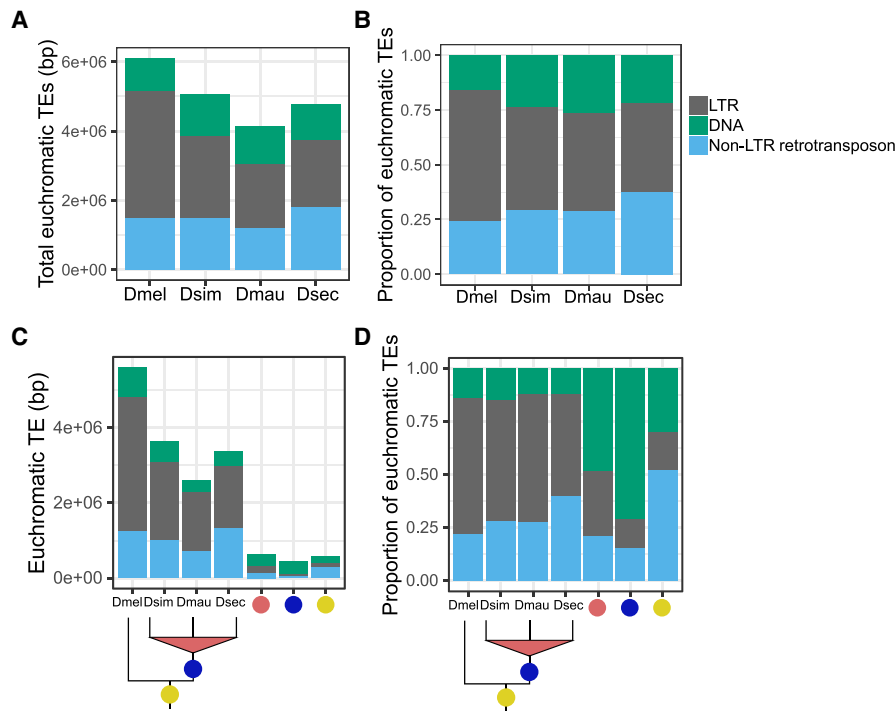 A
Total euchromatic TEs (bp)
6e+06
4e+06
2e+06
0e+00
Dmel Dsim Dmau Dsec
B
Proportion of euchromatic TEs
1.00
0.75
0.50
0.25
0.00
Dmel Dsim Dmau Dsec
LTR
DNA
Non-LTR retrotransposon
C
Euchromatic TE (bp)
4e+06
2e+06
0e+00
Dmel Dsim Dmau Dsec
D
Proportion of euchromatic TEs
1.00
0.75
0.50
0.25
0.00
Dmel Dsim Dmau Dsec